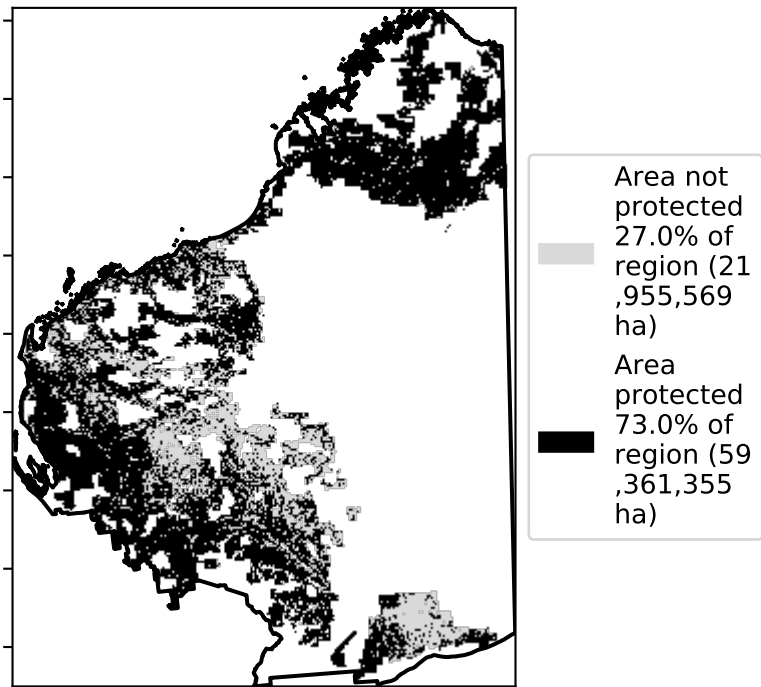 Area not
protected
27.0% of
region (21
,955,569
ha)
Area
protected
73.0% of
region (59
,361,355
ha)